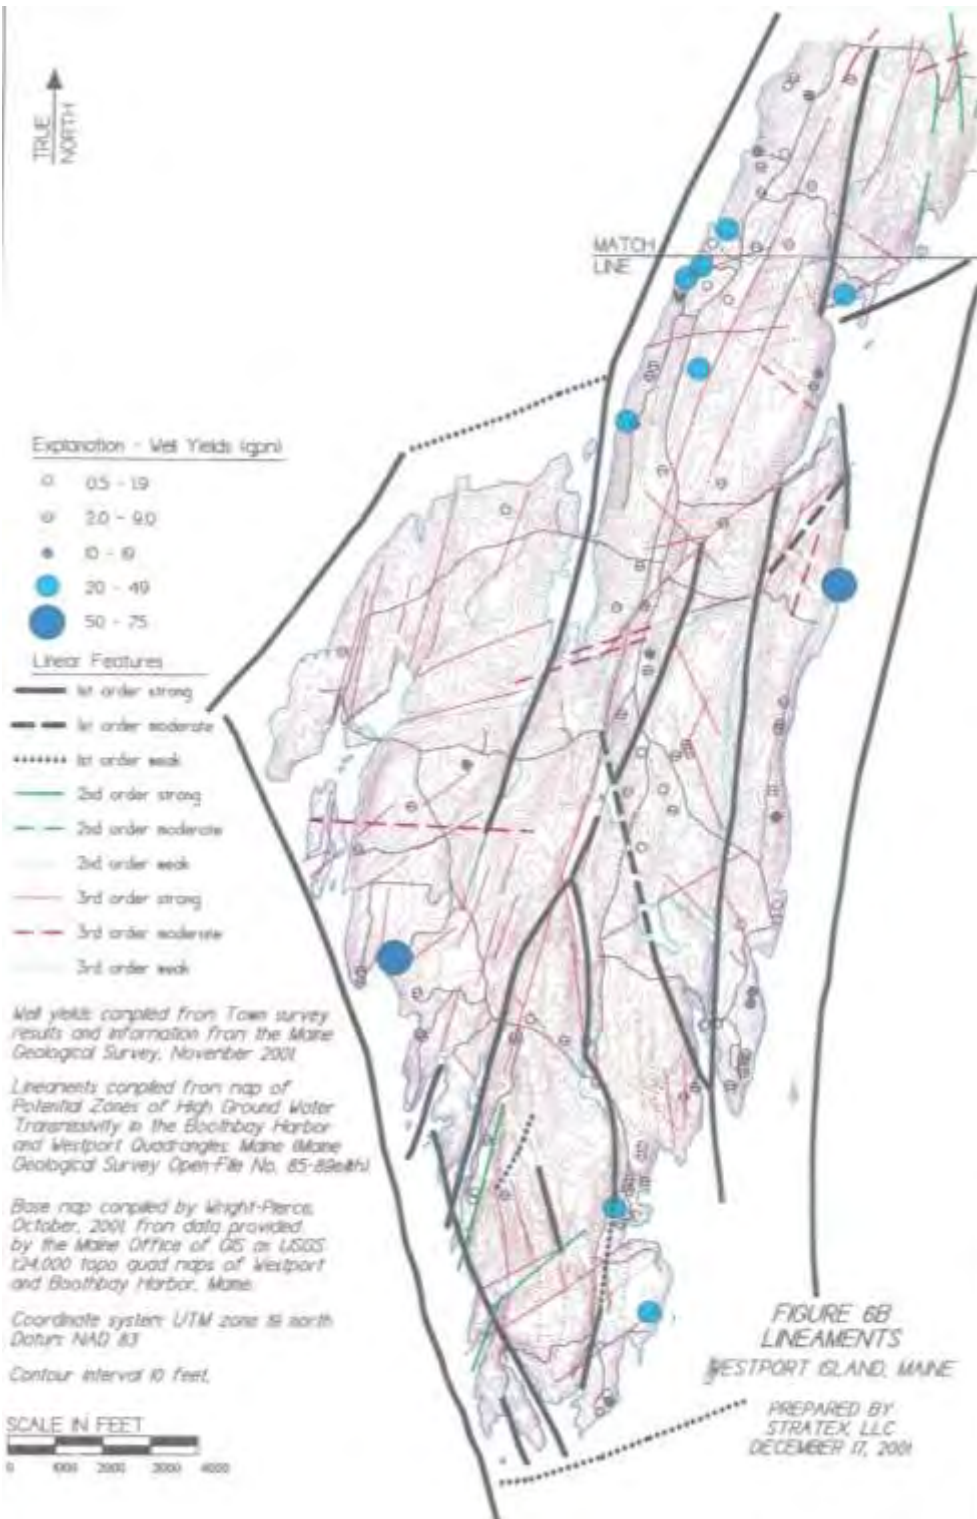 TRUE
NORTH
MATCH
LINE
Explanation - Well Yields (gpm)
0.5 - 1.9
2.0 - 9.0
10 - 19
20 - 49
50 - 75
Linear Features
1st order strong
1st order moderate
1st order weak
2nd order strong
2nd order moderate
2nd order weak
3rd order strong
3rd order moderate
3rd order weak
Well yields compiled from Town survey
results and information from the Maine
Geological Survey, November 2001.
Lineaments compiled from map of
Potential Zones of High Ground Water
Transmissivity in the Boothbay Harbor
and Westport Quadrangles, Maine (Maine
Geological Survey Open-File No. 85-89
Base map compiled by Wright-Pierce,
October, 2001 from data provided
by the Maine Office of GIS as USGS
1:24,000 topo quad maps of Westport
and Boothbay Harbor, Maine.
Coordinate system: UTM zone 19 north
Datum: NAD 83
Contour interval 10 feet.
SCALE IN FEET
0 1000 2000 3000 4000
FIGURE 6B
LINEAMENTS
WESTPORT ISLAND, MAINE
PREPARED BY
STRATEX, LLC
DECEMBER 17, 2001